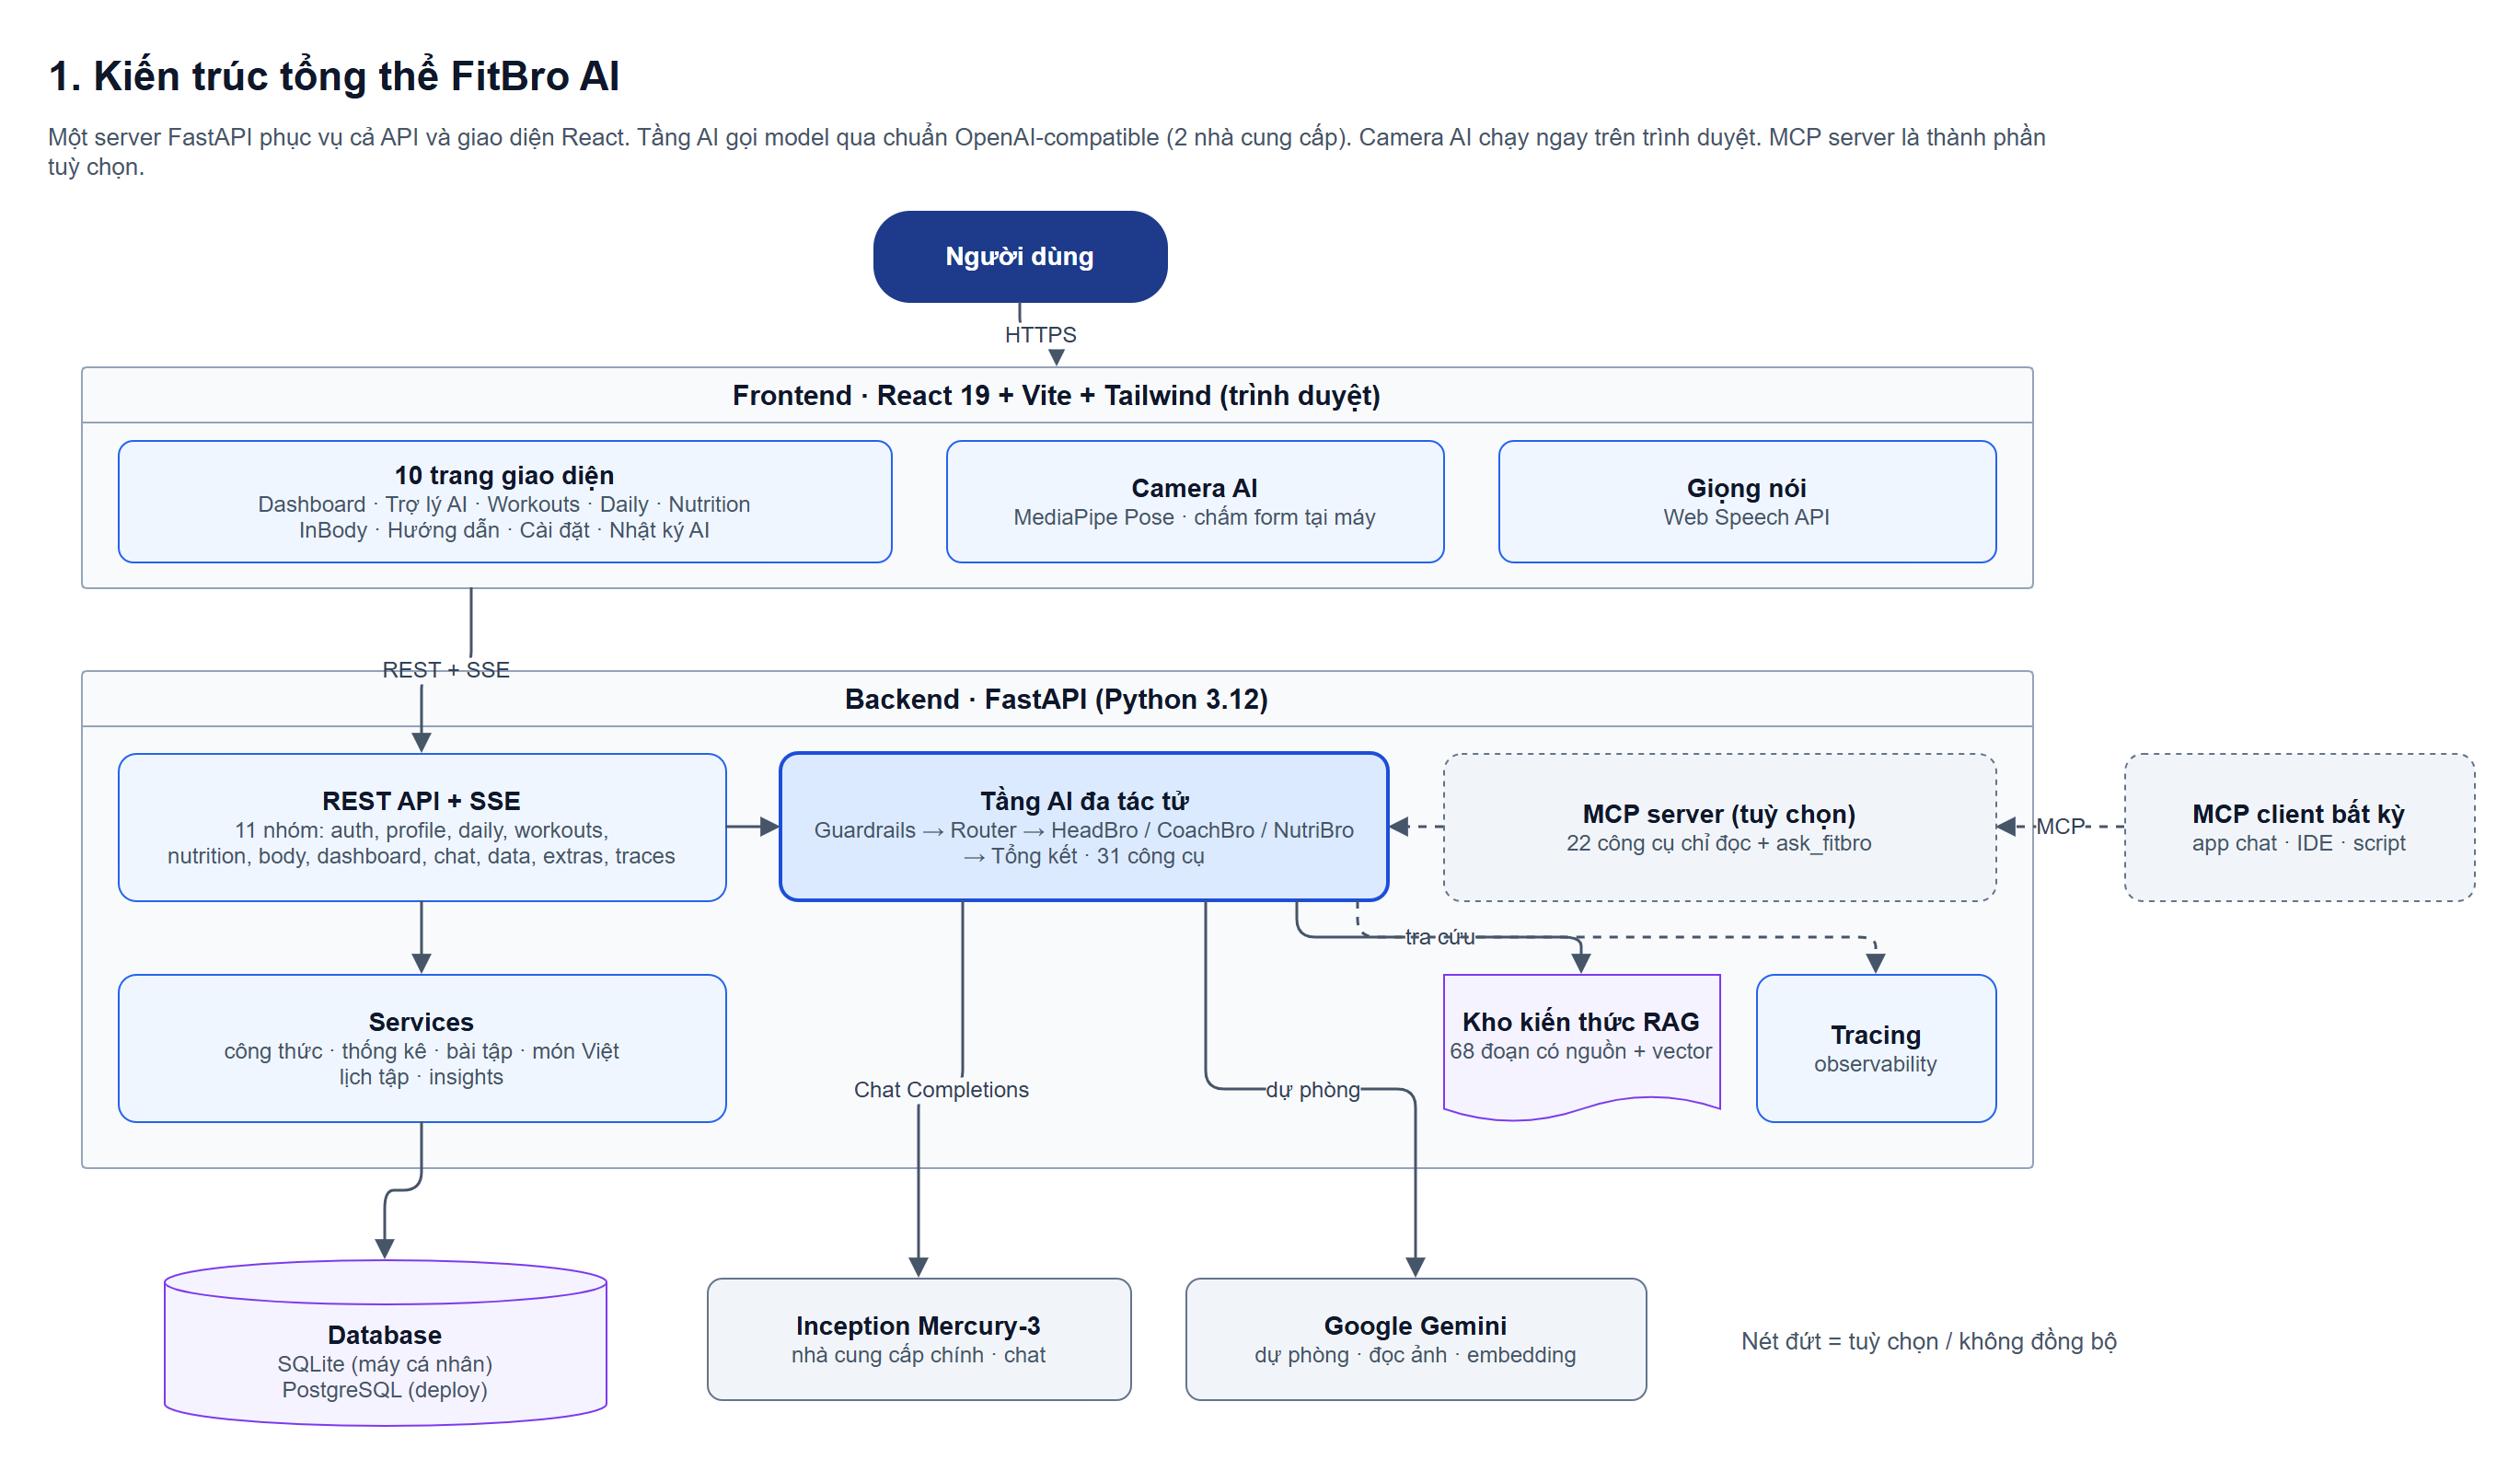 1. Kiến trúc tổng thể FitBro AI
Một server FastAPI phục vụ cả API và giao diện React. Tầng AI gọi model qua chuẩn OpenAI-compatible (2 nhà cung cấp). Camera AI chạy ngay trên trình duyệt. MCP server là thành phần
tuỳ chọn.
Người dùng
HTTPS
Frontend · React 19 + Vite + Tailwind (trình duyệt)
10 trang giao diện
Dashboard · Trợ lý AI · Workouts · Daily · Nutrition
InBody · Hướng dẫn · Cài đặt · Nhật ký AI
Camera AI
MediaPipe Pose · chấm form tại máy
Giọng nói
Web Speech API
REST + SSE
Backend · FastAPI (Python 3.12)
REST API + SSE
11 nhóm: auth, profile, daily, workouts,
nutrition, body, dashboard, chat, data, extras, traces
Tầng AI đa tác tử
Guardrails → Router → HeadBro / CoachBro / NutriBro
→ Tổng kết · 31 công cụ
MCP server (tuỳ chọn)
22 công cụ chỉ đọc + ask_fitbro
MCP
MCP client bất kỳ
app chat · IDE · script
tra cứu
Services
công thức · thống kê · bài tập · món Việt
lịch tập · insights
Chat Completions
dự phòng
Kho kiến thức RAG
68 đoạn có nguồn + vector
Tracing
observability
Database
SQLite (máy cá nhân)
PostgreSQL (deploy)
Inception Mercury-3
nhà cung cấp chính · chat
Google Gemini
dự phòng · đọc ảnh · embedding
Nét đứt = tuỳ chọn / không đồng bộ